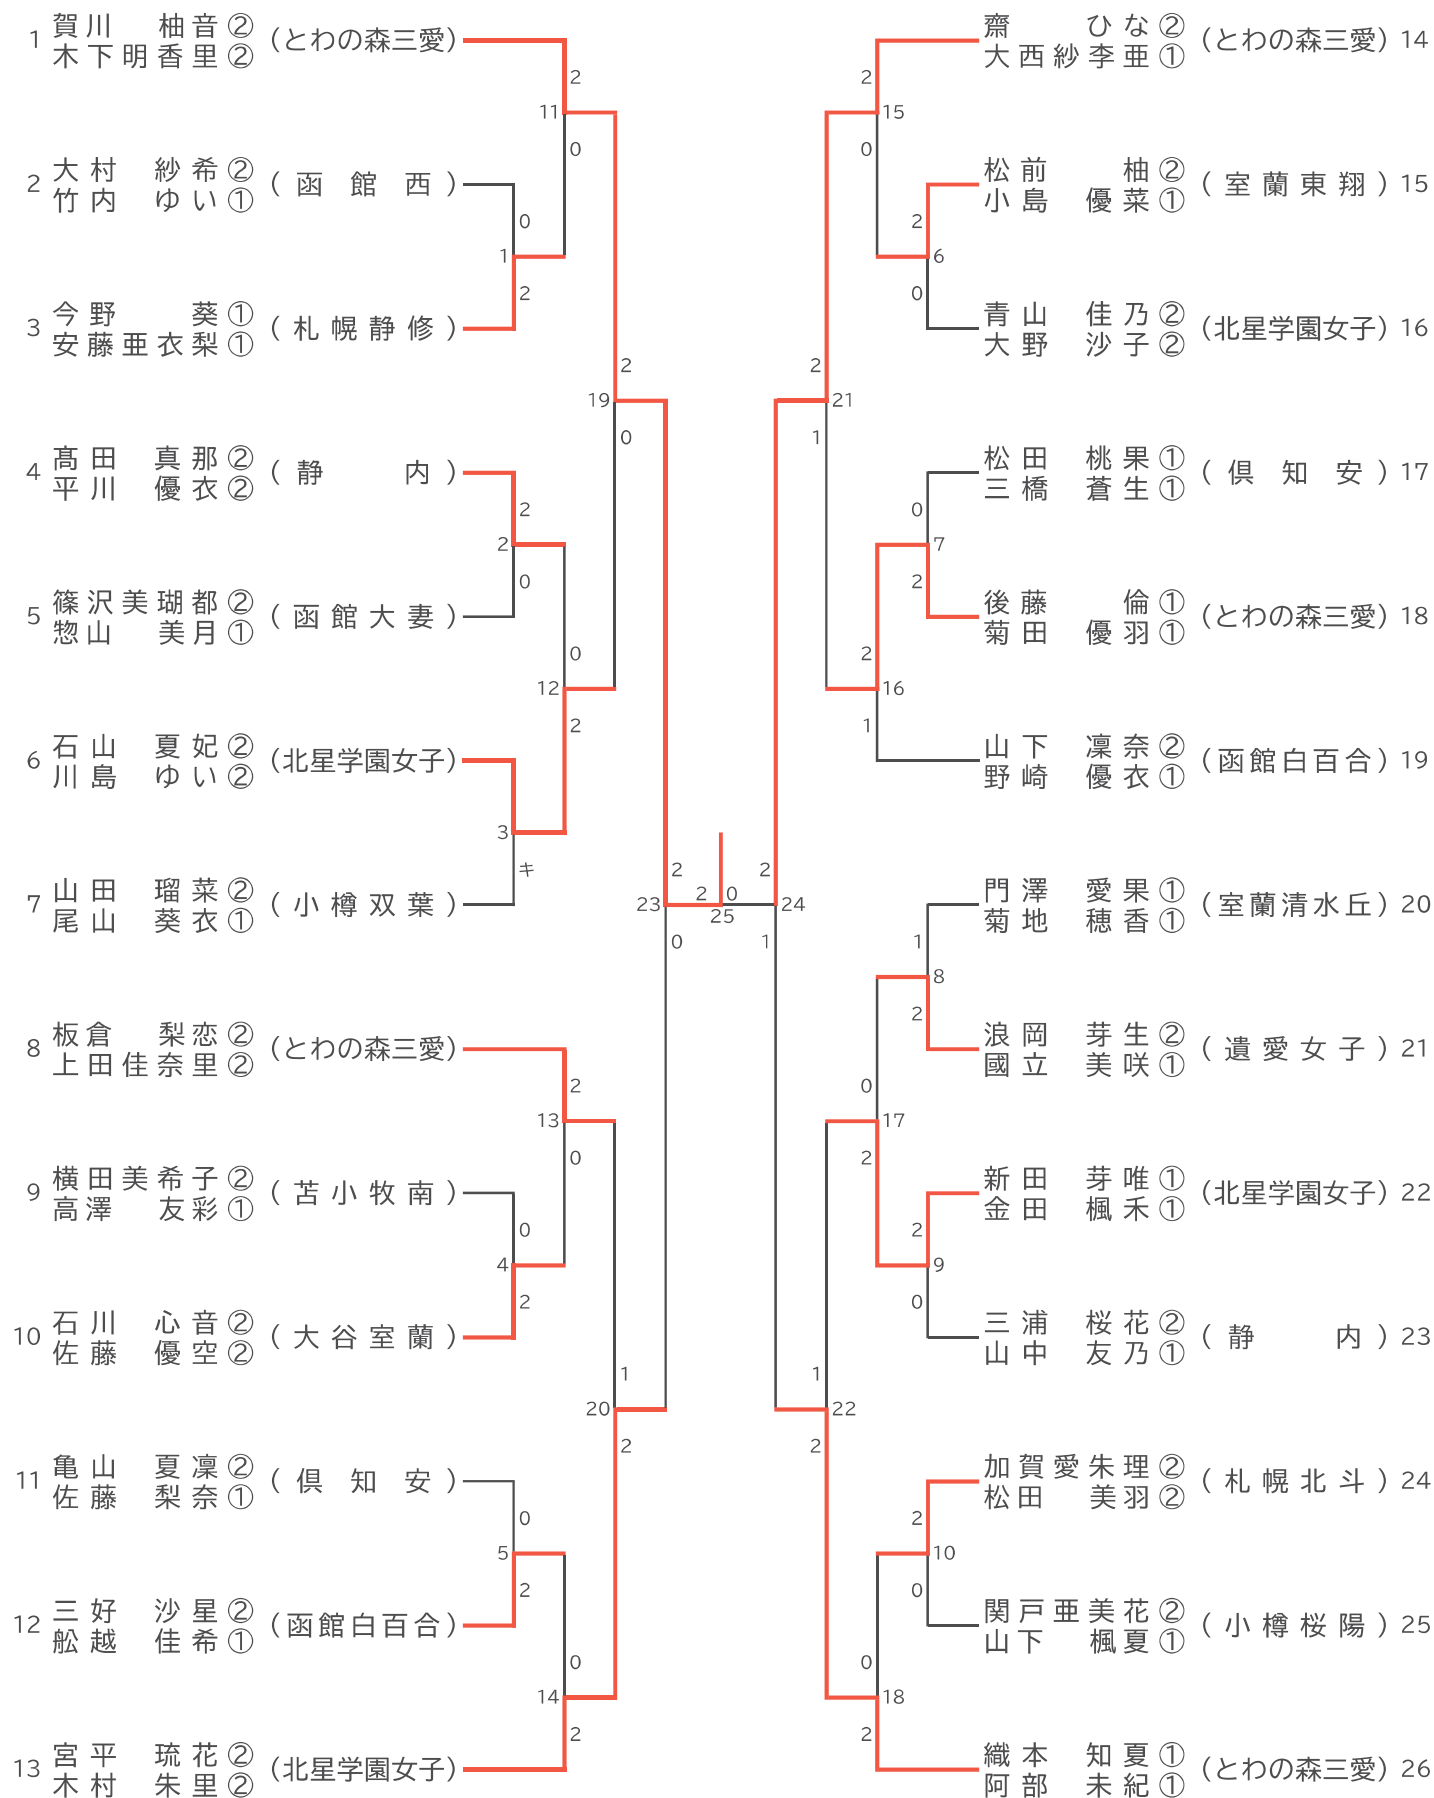 1 賀川 柚音② (とわの森三愛)
木下明香里②
2 大村 紗希② (函館西)
竹内 ゆい①
3 今野 葵① (札幌静修)
安藤亜衣梨①
4 髙田 真那② (静内)
平川 優衣②
5 篠沢美瑚都② (函館大妻)
惣山 美月①
6 石山 夏妃② (北星学園女子)
川島 ゆい②
7 山田 瑠菜② (小樽双葉)
尾山 葵衣①
8 板倉 梨恋② (とわの森三愛)
上田佳奈里②
9 横田美希子② (苫小牧南)
高澤 友彩①
10 石川 心音② (大谷室蘭)
佐藤 優空②
11 亀山 夏凜② (倶知安)
佐藤 梨奈①
12 三好 沙星② (函館白百合)
舩越 佳希①
13 宮平 琉花② (北星学園女子)
木村 朱里②
2
11
0
0
1
2
2
19
0
2
2
0
0
12
2
3
キ
2
23
0
2
13
0
0
4
2
1
20
2
0
5
2
0
14
2
2 0
25
2
24
1
2
15
0
2
6
0
2
21
1
0
7
2
2
16
1
1
8
2
0
17
2
2
9
0
1
22
2
2
10
0
0
18
2
齋 ひな② (とわの森三愛) 14
大西紗李亜①
松前 柚② (室蘭東翔) 15
小島 優菜①
青山 佳乃② (北星学園女子) 16
大野 沙子②
松田 桃果① (倶知安) 17
三橋 蒼生①
後藤 倫① (とわの森三愛) 18
菊田 優羽①
山下 凜奈② (函館白百合) 19
野崎 優衣①
門澤 愛果① (室蘭清水丘) 20
菊地 穂香①
浪岡 芽生② (遺愛女子) 21
國立 美咲①
新田 芽唯① (北星学園女子) 22
金田 楓禾①
三浦 桜花② (静内) 23
山中 友乃①
加賀愛朱理② (札幌北斗) 24
松田 美羽②
関戸亜美花② (小樽桜陽) 25
山下 楓夏①
織本 知夏① (とわの森三愛) 26
阿部 未紀①